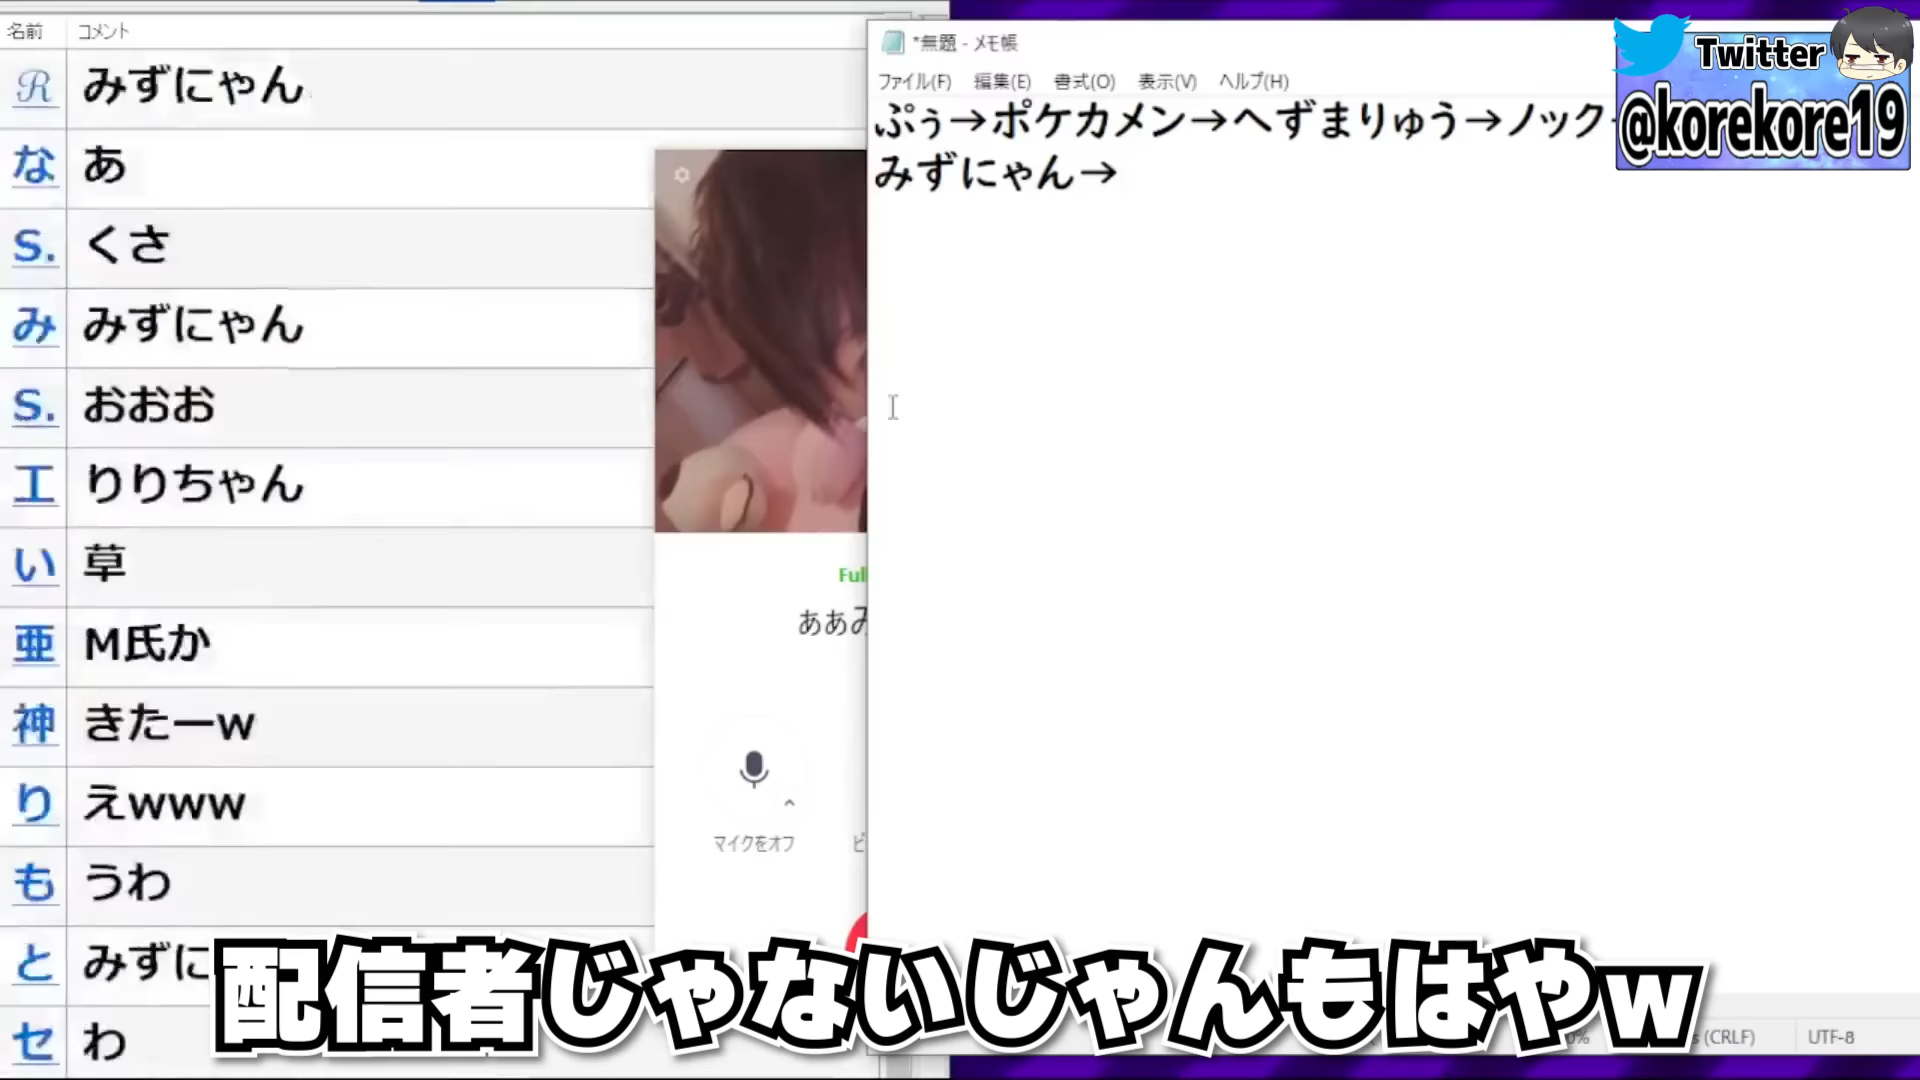 名前 コメント
ℛ みずにゃん
な あ
S. くさ
み みずにゃん
S. おおお
工 りりちゃん
い 草
亜 M氏か
神 きたーw
り えwww
も うわ
と みずに
セ わ
Full
ああみ
マイクをオフ
ビ
*無題 - メモ帳
ファイル(F) 編集(E) 書式(O) 表示(V) ヘルプ(H)
ぷぅ→ポケカメン→へずまりゅう→ノック
みずにゃん→
(CRLF) UTF-8
Twitter
@korekore19
配信者じゃないじゃんもはやw